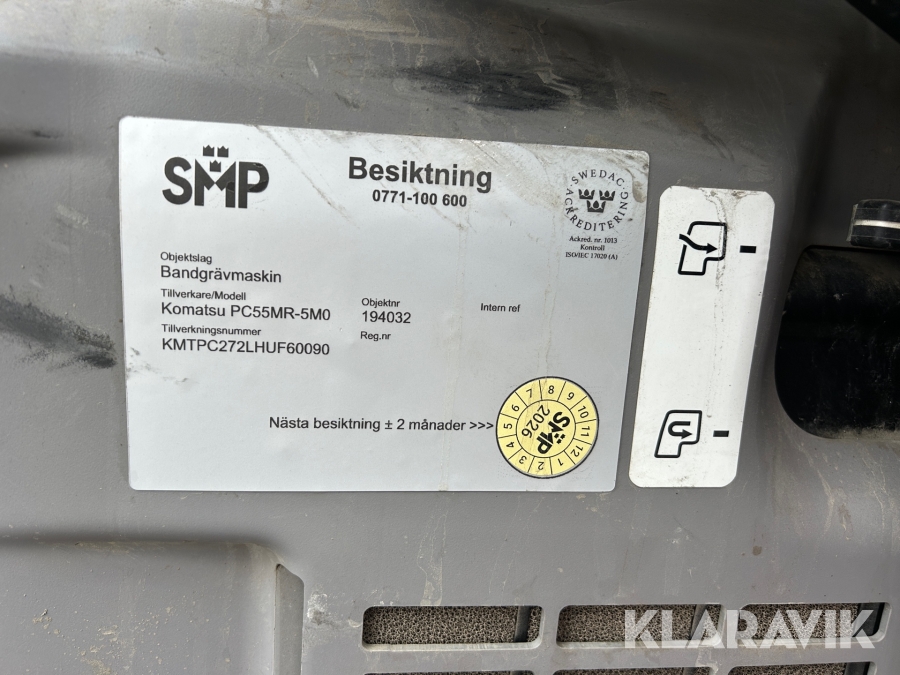 SMP
Besiktning
0771-100 600
SWEDAC
ACKREDITERING
Ackred. nr. 1013
Kontroll
ISO/IEC 17020 (A)
Objektslag
Bandgrävmaskin
Tillverkare/Modell
Komatsu PC55MR-5M0
Objektnr
194032
Intern ref
Tillverkningsnummer
KMTPC272LHUF60090
Reg.nr
Nästa besiktning ± 2 månader >>>
1 2 3 4 5 6 7 8 9 10 11 12
2026
SMP
KLARAVIK